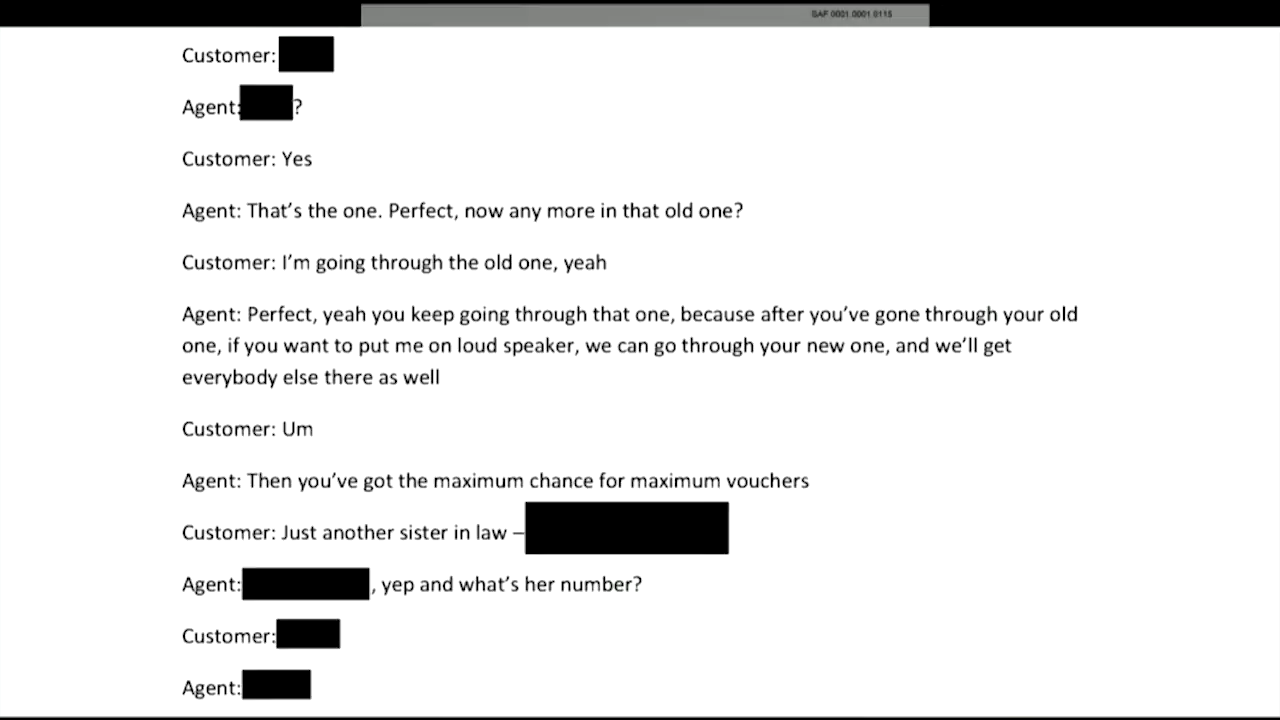 SAF.0001.0001.0115
Customer:
Agent: ?
Customer: Yes
Agent: That’s the one. Perfect, now any more in that old one?
Customer: I’m going through the old one, yeah
Agent: Perfect, yeah you keep going through that one, because after you’ve gone through your old
one, if you want to put me on loud speaker, we can go through your new one, and we’ll get
everybody else there as well
Customer: Um
Agent: Then you’ve got the maximum chance for maximum vouchers
Customer: Just another sister in law –
Agent: , yep and what’s her number?
Customer:
Agent: